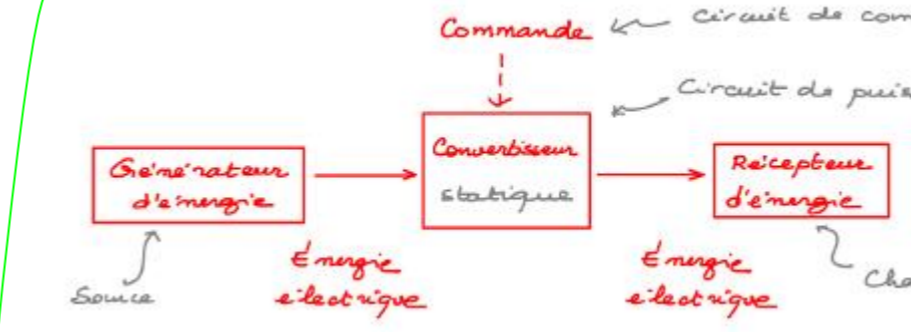 Commande
Circuit de com
Circuit de puis
Générateur
d'énergie
Convertisseur
statique
Récepteur
d'énergie
Source
Énergie
électrique
Énergie
électrique
Cha